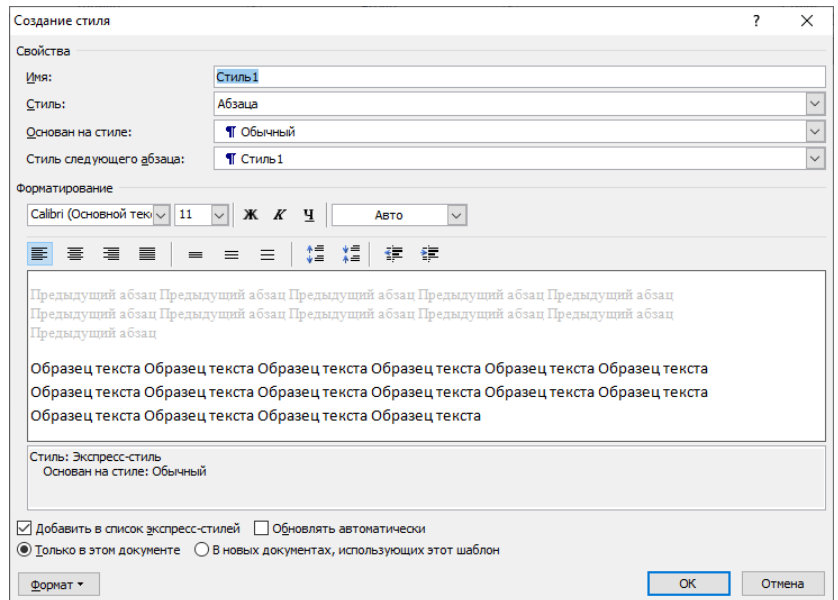 Создание стиля ?
Свойства
Имя: Стиль1
Стиль: Абзаца
Основан на стиле: ¶ Обычный
Стиль следующего абзаца: ¶ Стиль1
Форматирование
Calibri (Основной тек 11 Ж К Ч Авто
Предыдущий абзац Предыдущий абзац Предыдущий абзац Предыдущий абзац Предыдущий абзац
Предыдущий абзац Предыдущий абзац Предыдущий абзац Предыдущий абзац Предыдущий абзац
Предыдущий абзац
Образец текста Образец текста Образец текста Образец текста Образец текста Образец текста
Образец текста Образец текста Образец текста Образец текста Образец текста Образец текста
Образец текста Образец текста Образец текста Образец текста
Стиль: Экспресс-стиль
Основан на стиле: Обычный
Добавить в список экспресс-стилей Обновлять автоматически
Только в этом документе В новых документах, использующих этот шаблон
Формат OK Отмена